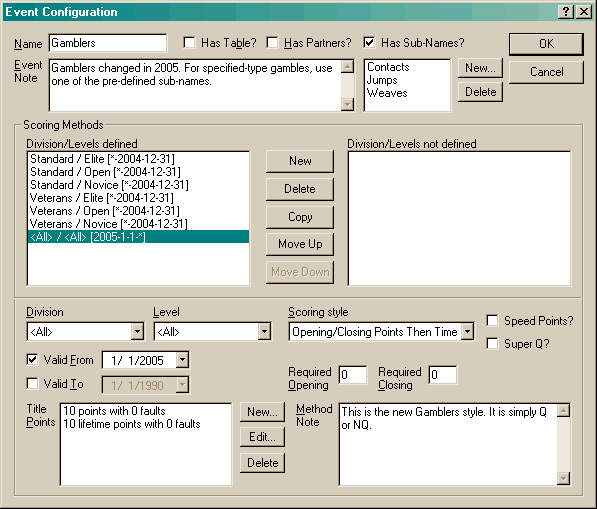 Event Configuration
Name
Gamblers
Has Table?
Has Partners?
Has Sub-Names?
OK
Event
Note
Gamblers changed in 2005. For specified-type gambles, use
one of the pre-defined sub-names.
Contacts
Jumps
Weaves
New...
Delete
Cancel
Scoring Methods
Division/Levels defined
Standard / Elite [*-2004-12-31]
Standard / Open [*-2004-12-31]
Standard / Novice [*-2004-12-31]
Veterans / Elite [*-2004-12-31]
Veterans / Open [*-2004-12-31]
Veterans / Novice [*-2004-12-31]
<All> / <All> [2005-1-1-*]
New
Delete
Copy
Move Up
Move Down
Division/Levels not defined
Division
<All>
Level
<All>
Scoring style
Opening/Closing Points Then Time
Speed Points?
Super Q?
Valid From
1/ 1/2005
Valid To
1/ 1/1990
Required
Opening
0
Required
Closing
0
Title
Points
10 points with 0 faults
10 lifetime points with 0 faults
New...
Edit...
Delete
Method
Note
This is the new Gamblers style. It is simply Q
or NQ.